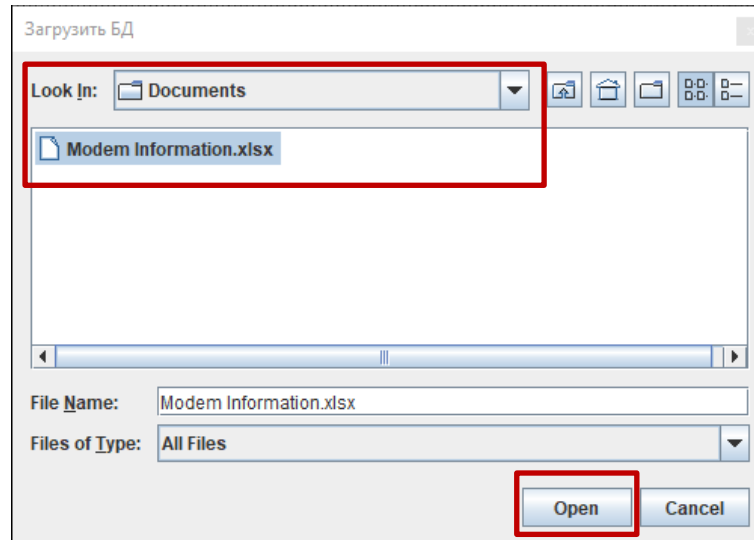 Загрузить БД
Look In: Documents
Modem Information.xlsx
File Name: Modem Information.xlsx
Files of Type: All Files
Open Cancel